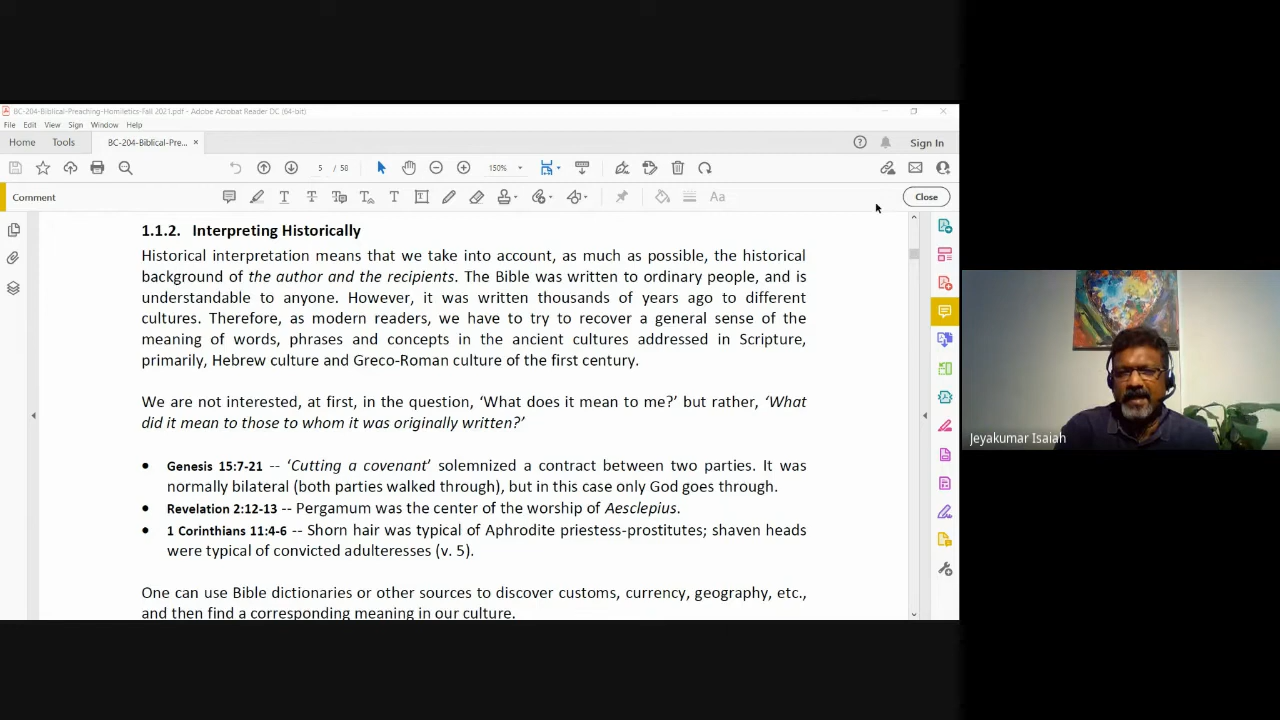 BC-204-Biblical-Preaching-Homiletics-Fall 2021.pdf - Adobe Acrobat Reader DC (64-bit)
File Edit View Sign Window Help
Home Tools BC-204-Biblical-Pre... × Sign In
5 / 50 150%
Comment Close
1.1.2. Interpreting Historically
Historical interpretation means that we take into account, as much as possible, the historical
background of the author and the recipients. The Bible was written to ordinary people, and is
understandable to anyone. However, it was written thousands of years ago to different
cultures. Therefore, as modern readers, we have to try to recover a general sense of the
meaning of words, phrases and concepts in the ancient cultures addressed in Scripture,
primarily, Hebrew culture and Greco-Roman culture of the first century.
We are not interested, at first, in the question, ‘What does it mean to me?’ but rather, ‘What
did it mean to those to whom it was originally written?’
• Genesis 15:7-21 -- ‘Cutting a covenant’ solemnized a contract between two parties. It was
normally bilateral (both parties walked through), but in this case only God goes through.
• Revelation 2:12-13 -- Pergamum was the center of the worship of Aesclepius.
• 1 Corinthians 11:4-6 -- Shorn hair was typical of Aphrodite priestess-prostitutes; shaven heads
were typical of convicted adulteresses (v. 5).
One can use Bible dictionaries or other sources to discover customs, currency, geography, etc.,
and then find a corresponding meaning in our culture.
Jeyakumar Isaiah